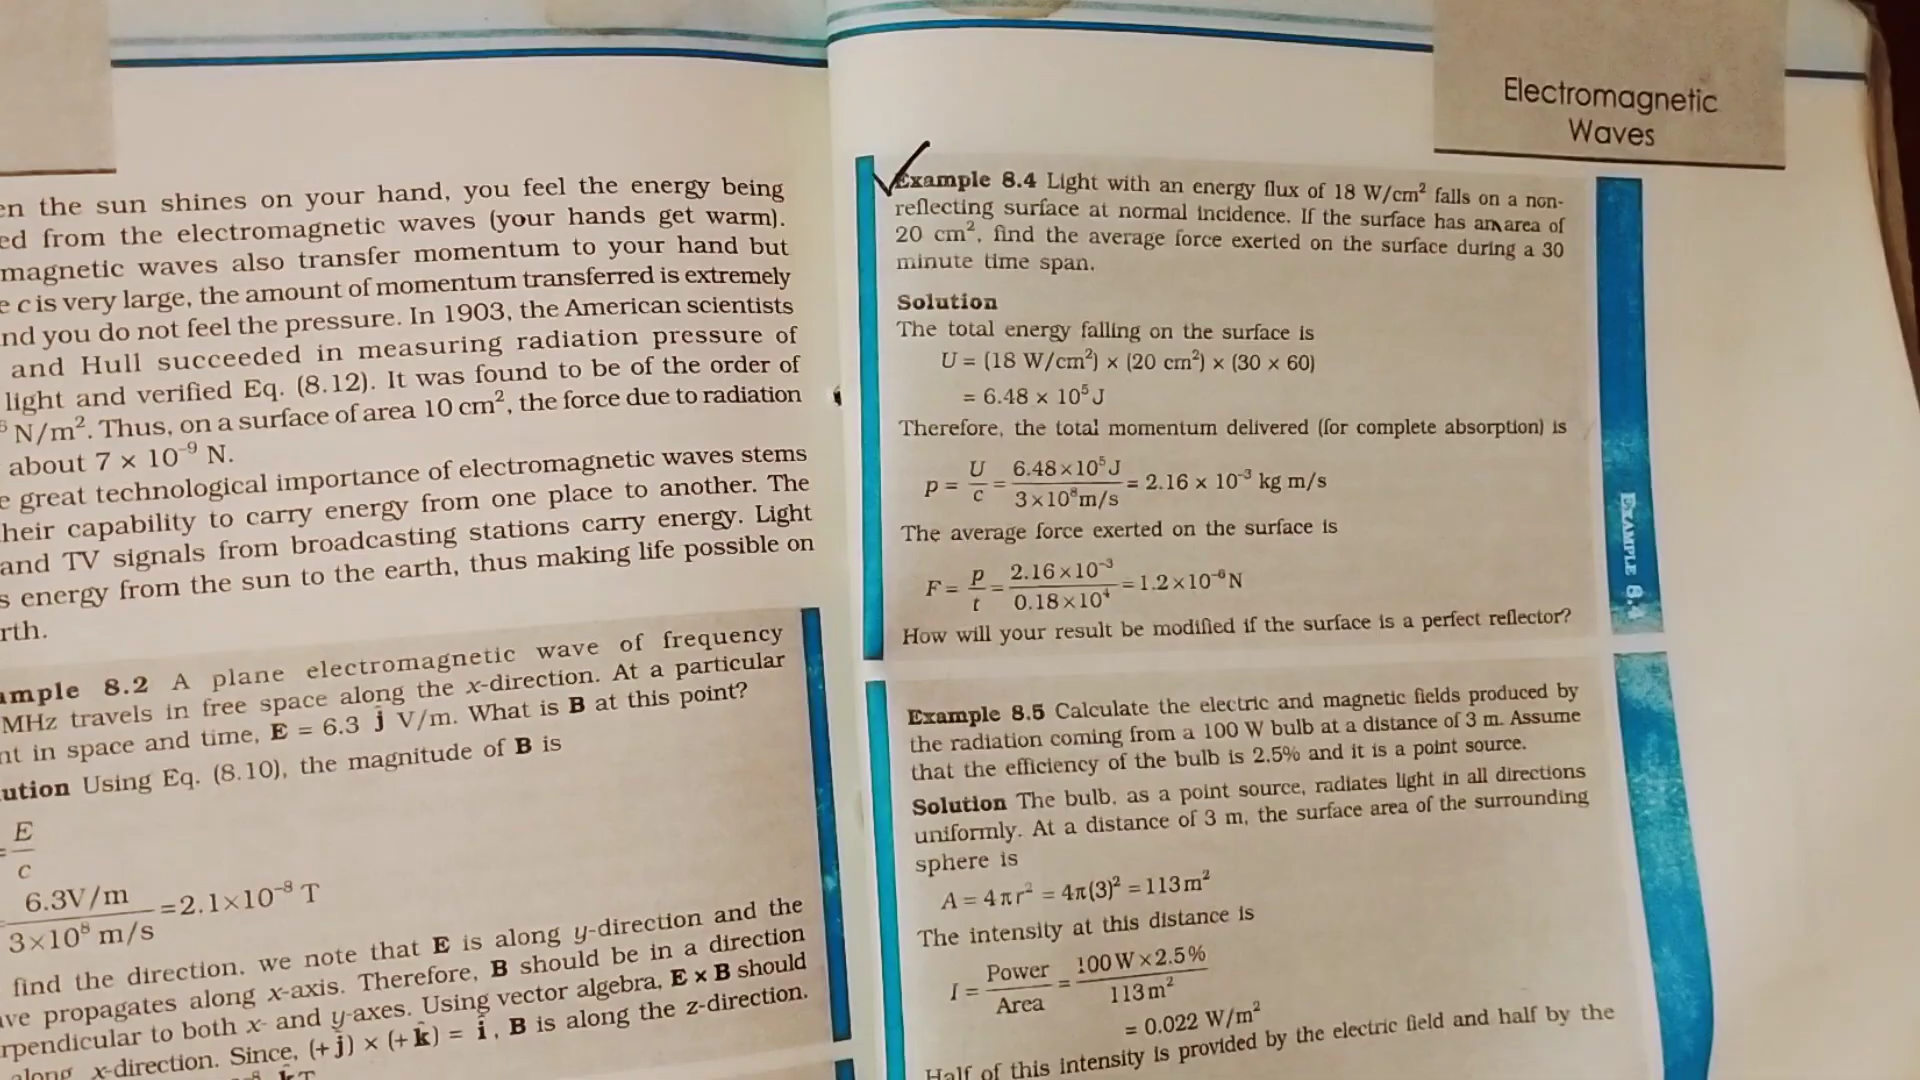 en the sun shines on your hand, you feel the energy being
ed from the electromagnetic waves (your hands get warm).
magnetic waves also transfer momentum to your hand but
e c is very large, the amount of momentum transferred is extremely
nd you do not feel the pressure. In 1903, the American scientists
and Hull succeeded in measuring radiation pressure of
light and verified Eq. (8.12). It was found to be of the order of
N/m². Thus, on a surface of area 10 cm², the force due to radiation
about 7 × 10⁻⁹ N.
e great technological importance of electromagnetic waves stems
heir capability to carry energy from one place to another. The
and TV signals from broadcasting stations carry energy. Light
s energy from the sun to the earth, thus making life possible on
rth.
ample 8.2 A plane electromagnetic wave of frequency
MHz travels in free space along the x-direction. At a particular
nt in space and time, E = 6.3 ĵ V/m. What is B at this point?
ution Using Eq. (8.10), the magnitude of B is
= E/c
6.3V/m / 3×10⁸ m/s = 2.1×10⁻⁸ T
find the direction, we note that E is along y-direction and the
ve propagates along x-axis. Therefore, B should be in a direction
rpendicular to both x- and y-axes. Using vector algebra, E × B should
along x-direction. Since, (+ ĵ) × (+ k̂) = î, B is along the z-direction.
k̂T
Electromagnetic
Waves
Example 8.4 Light with an energy flux of 18 W/cm² falls on a non-
reflecting surface at normal incidence. If the surface has an area of
20 cm², find the average force exerted on the surface during a 30
minute time span.
Solution
The total energy falling on the surface is
U = (18 W/cm²) × (20 cm²) × (30 × 60)
= 6.48 × 10⁵ J
Therefore, the total momentum delivered (for complete absorption) is
p = U/c = 6.48×10⁵ J / 3×10⁸ m/s = 2.16 × 10⁻³ kg m/s
The average force exerted on the surface is
F = p/t = 2.16×10⁻³ / 0.18×10⁴ = 1.2×10⁻⁶ N
How will your result be modified if the surface is a perfect reflector?
EXAMPLE 8.4
Example 8.5 Calculate the electric and magnetic fields produced by
the radiation coming from a 100 W bulb at a distance of 3 m. Assume
that the efficiency of the bulb is 2.5% and it is a point source.
Solution The bulb, as a point source, radiates light in all directions
uniformly. At a distance of 3 m, the surface area of the surrounding
sphere is
A = 4πr² = 4π(3)² = 113 m²
The intensity at this distance is
I = Power/Area = 100 W × 2.5% / 113 m²
= 0.022 W/m²
Half of this intensity is provided by the electric field and half by the